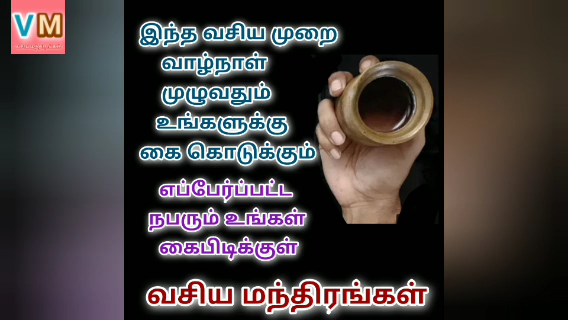 VM
இந்த வசிய முறை
வாழ்நாள்
முழுவதும்
உங்களுக்கு
கை கொடுக்கும்
எப்பேர்ப்பட்ட
நபரும் உங்கள்
கைபிடிக்குள்
வசிய மந்திரங்கள்